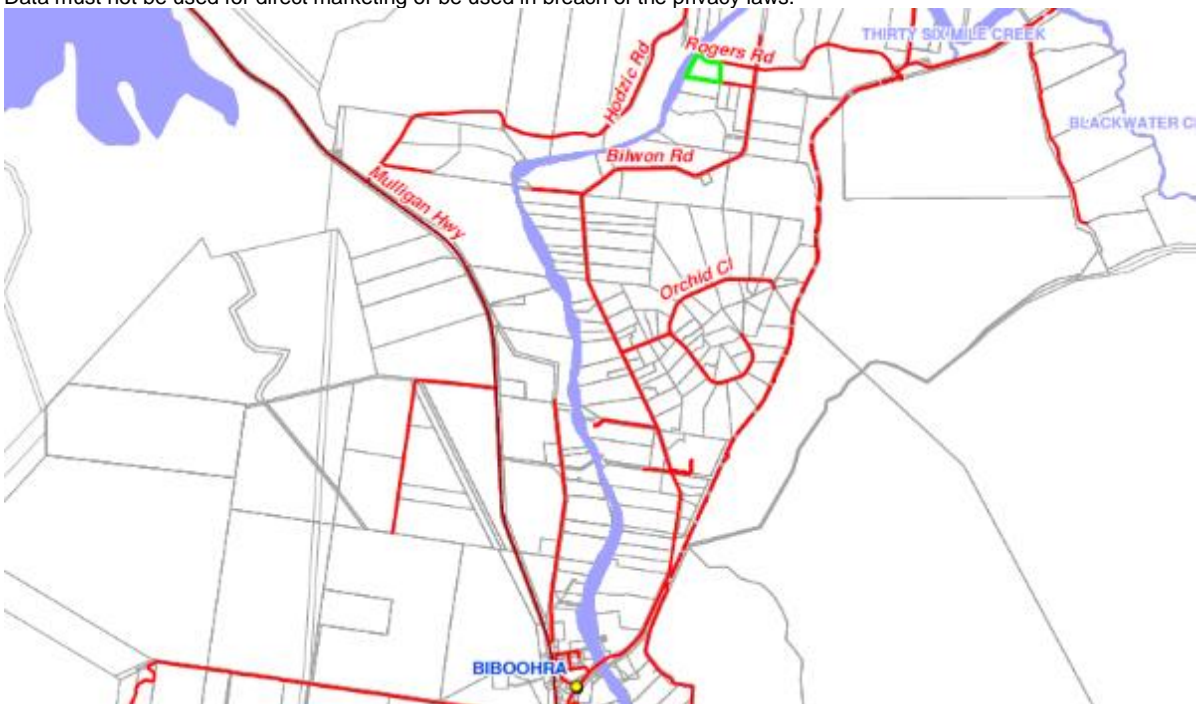 Data must not be used for direct marketing or be used in breach of the privacy laws.
THIRTY SIX MILE CREEK
Rogers Rd
Hodzic Rd
BLACKWATER C
Bilwon Rd
Mulligan Hwy
Orchid Cl
BIBOOHRA